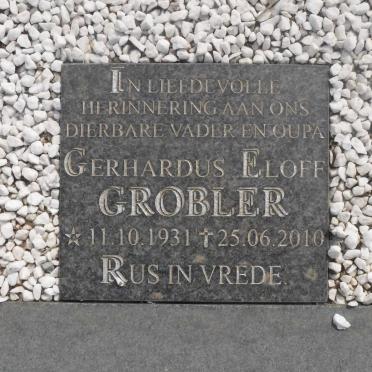 IN LIEFDEVOLLE
HERINNERING AAN ONS
DIERBARE VADER EN OUPA
GERHARDUS ELOFF
GROBLER
☆ 11.10.1931 ✝ 25.06.2010
RUS IN VREDE.